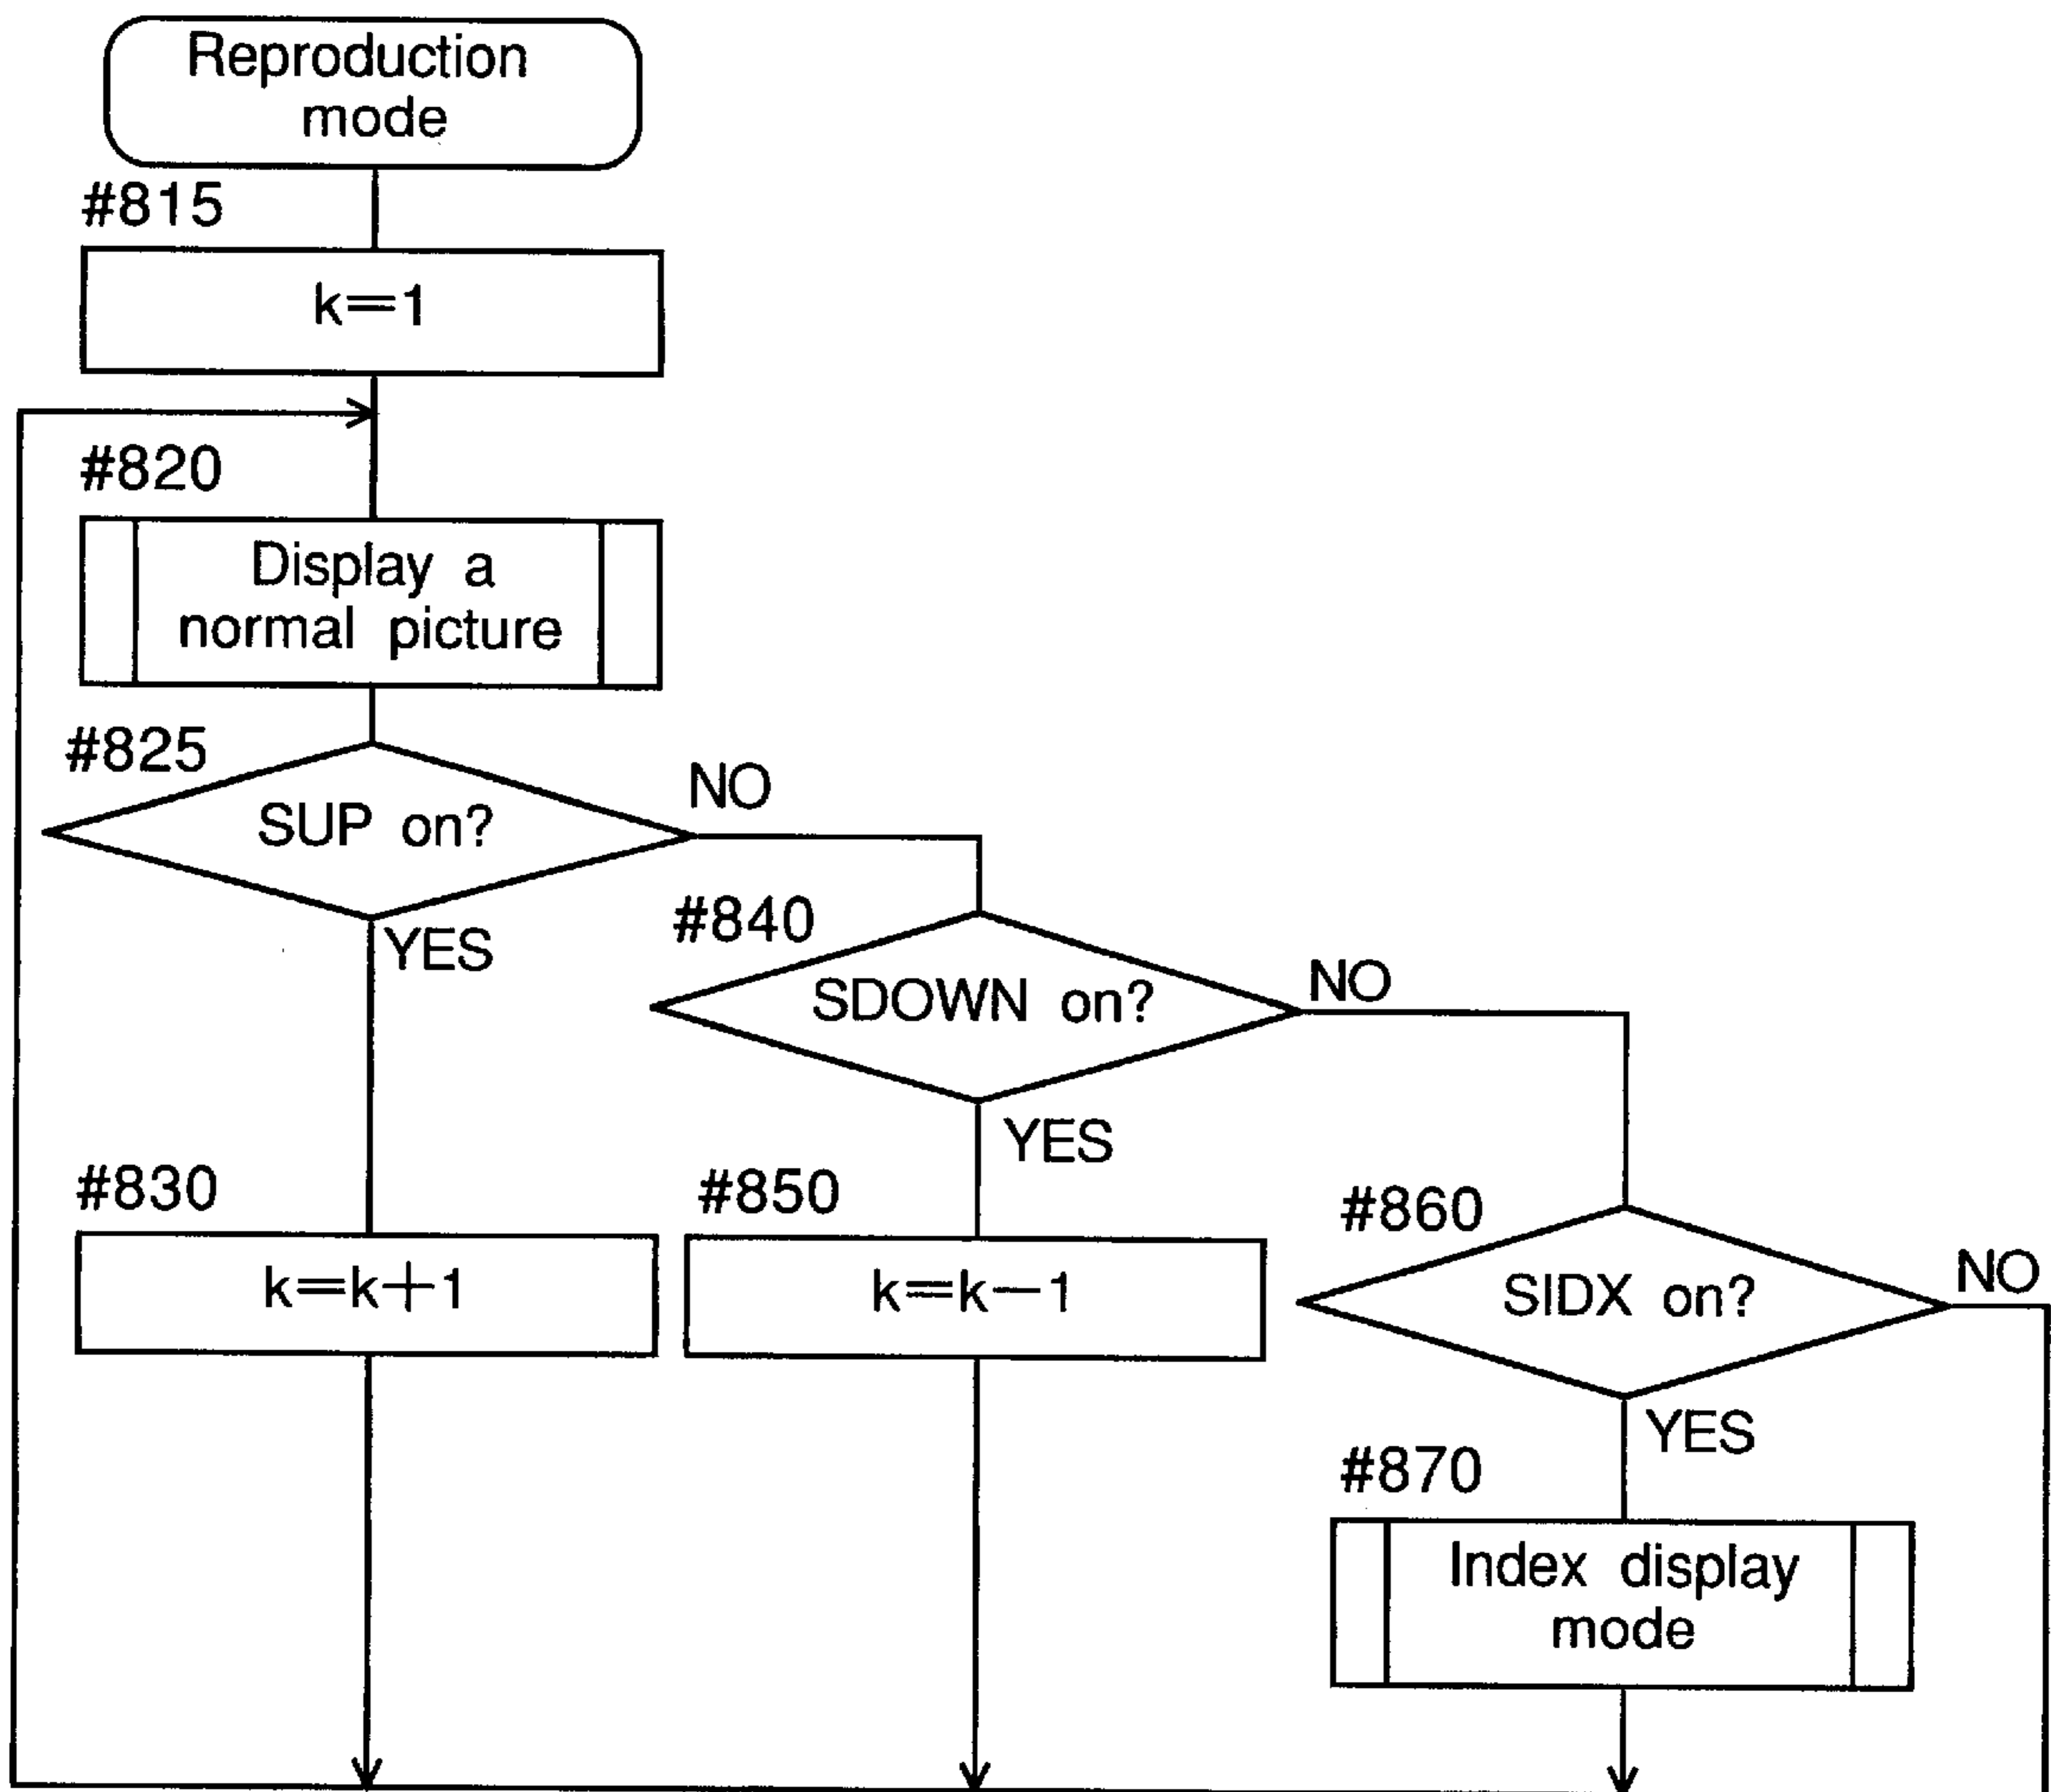 Reproduction
mode
#815
k=1
#820
Display a
normal picture
#825
SUP on?
NO
YES
#840
SDOWN on?
NO
YES
#830
k=k+1
#850
k=k-1
#860
SIDX on?
NO
YES
#870
Index display
mode